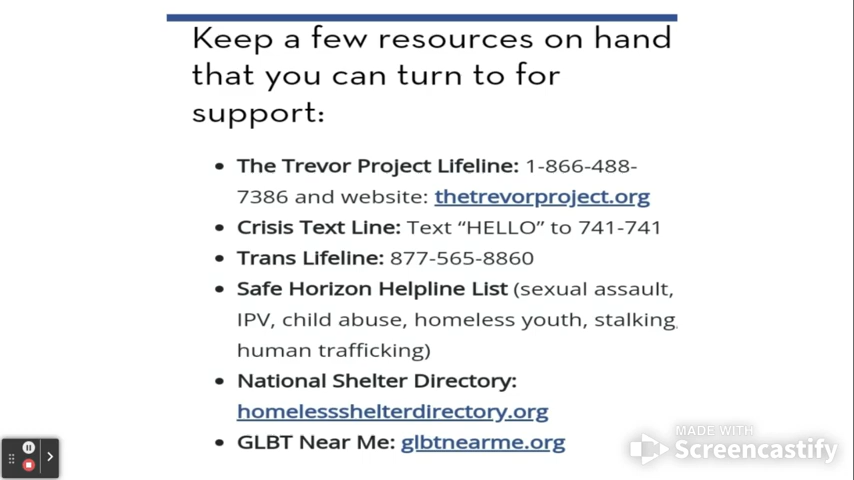 Keep a few resources on hand
that you can turn to for
support:
• The Trevor Project Lifeline: 1-866-488-
7386 and website: thetrevorproject.org
• Crisis Text Line: Text “HELLO” to 741-741
• Trans Lifeline: 877-565-8860
• Safe Horizon Helpline List (sexual assault,
IPV, child abuse, homeless youth, stalking
human trafficking)
• National Shelter Directory:
homelessshelterdirectory.org
• GLBT Near Me: glbtnearme.org
MADE WITH
Screencastify